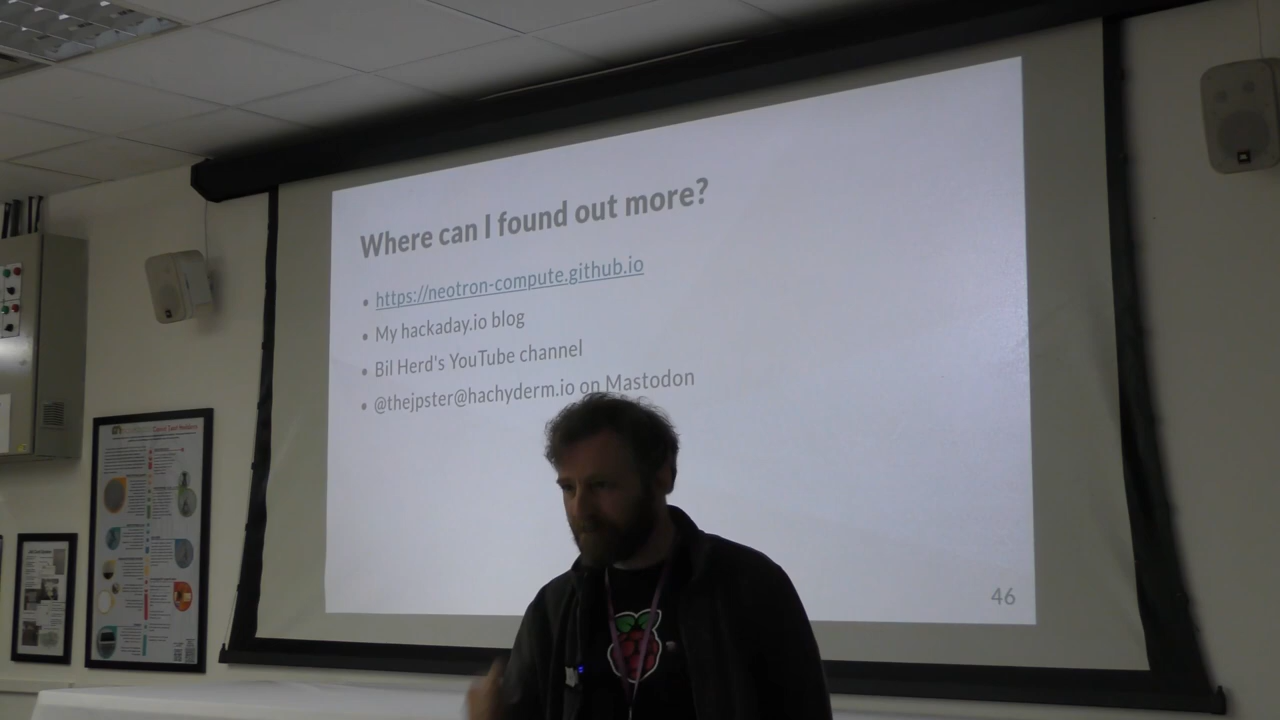 Where can I found out more?
https://neotron-compute.github.io
My hackaday.io blog
Bil Herd's YouTube channel
@thejpster@hachyderm.io on Mastodon
46